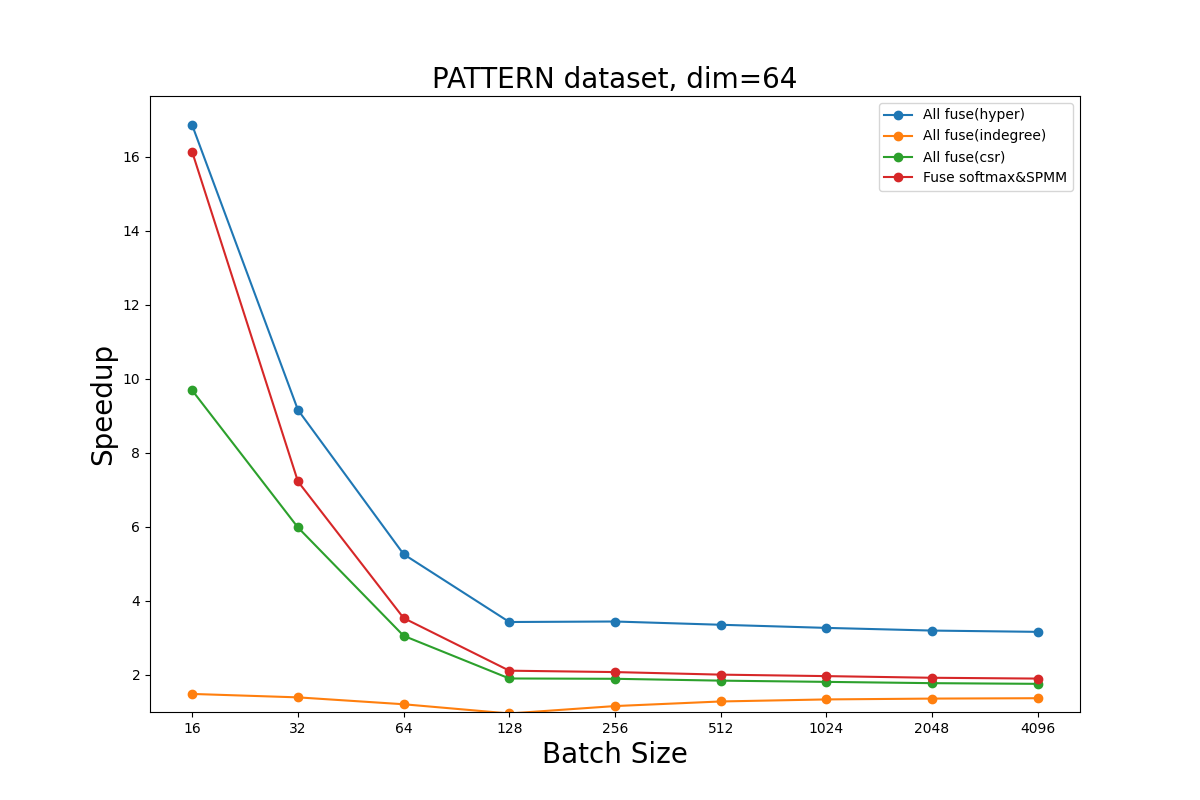 PATTERN dataset, dim=64
All fuse(hyper)
All fuse(indegree)
All fuse(csr)
Fuse softmax&SPMM
Speedup
16
14
12
10
8
6
4
2
16 32 64 128 256 512 1024 2048 4096
Batch Size